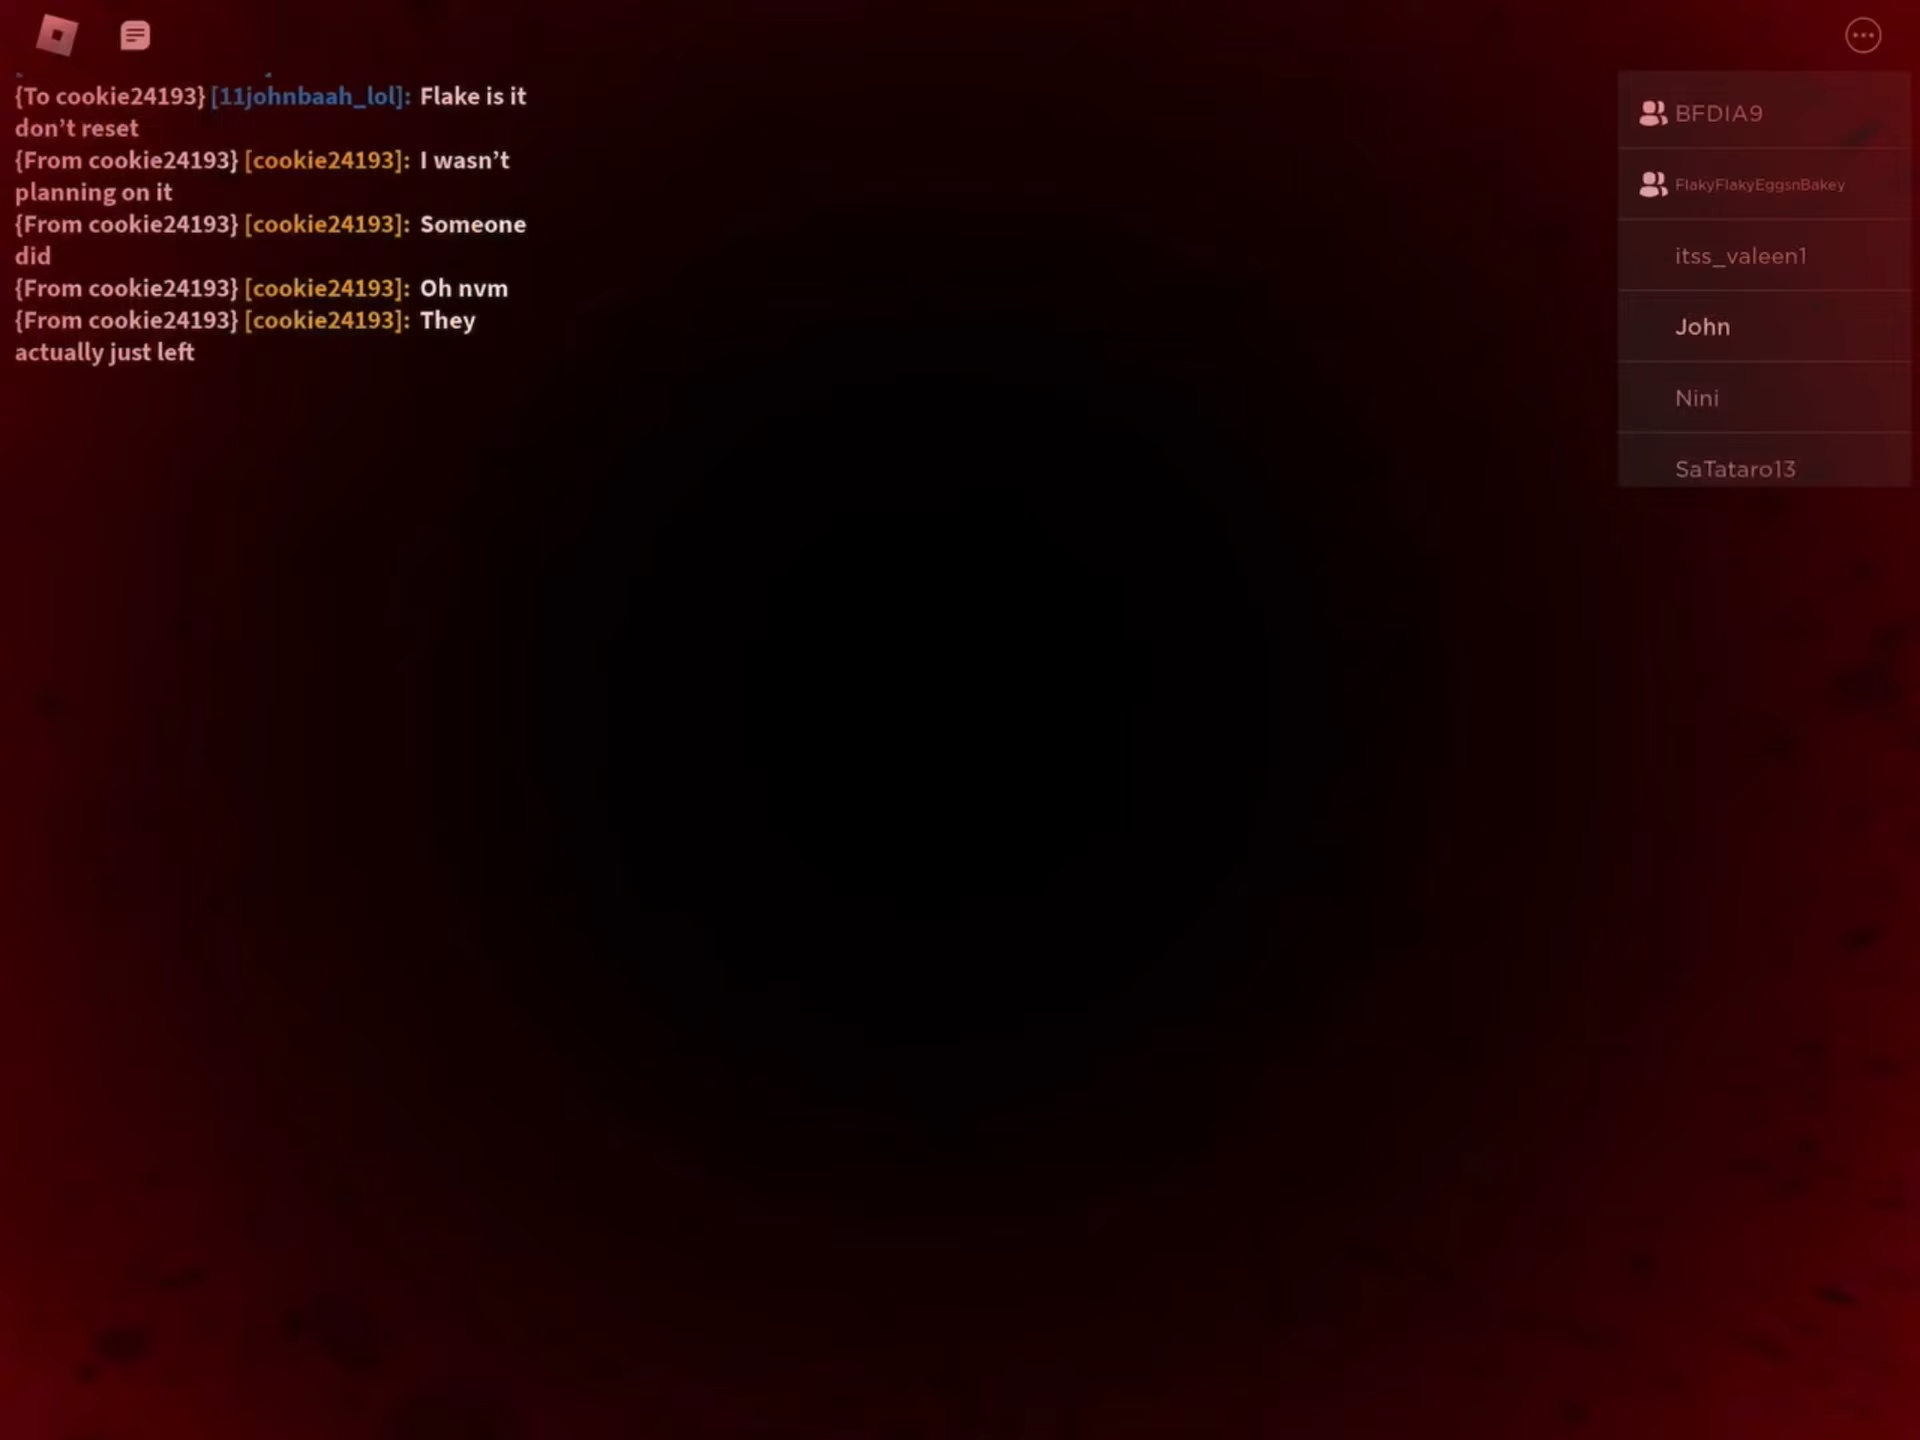 {To cookie24193} [11johnbaah_lol]: Flake is it
don't reset
{From cookie24193} [cookie24193]: I wasn't
planning on it
{From cookie24193} [cookie24193]: Someone
did
{From cookie24193} [cookie24193]: Oh nvm
{From cookie24193} [cookie24193]: They
actually just left
BFDIA9
FlakyFlakyEggsnBakey
itss_valeen1
John
Nini
SaTataro13